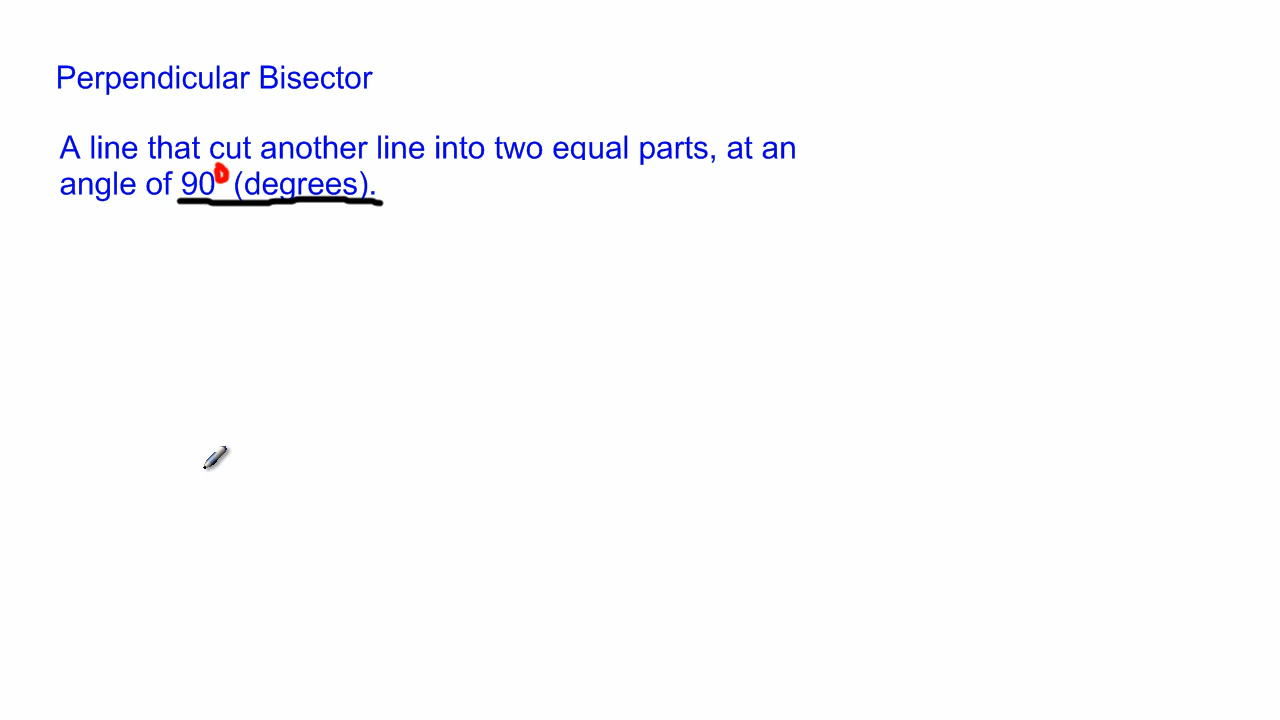 Perpendicular Bisector
A line that cut another line into two equal parts, at an
angle of 90° (degrees).